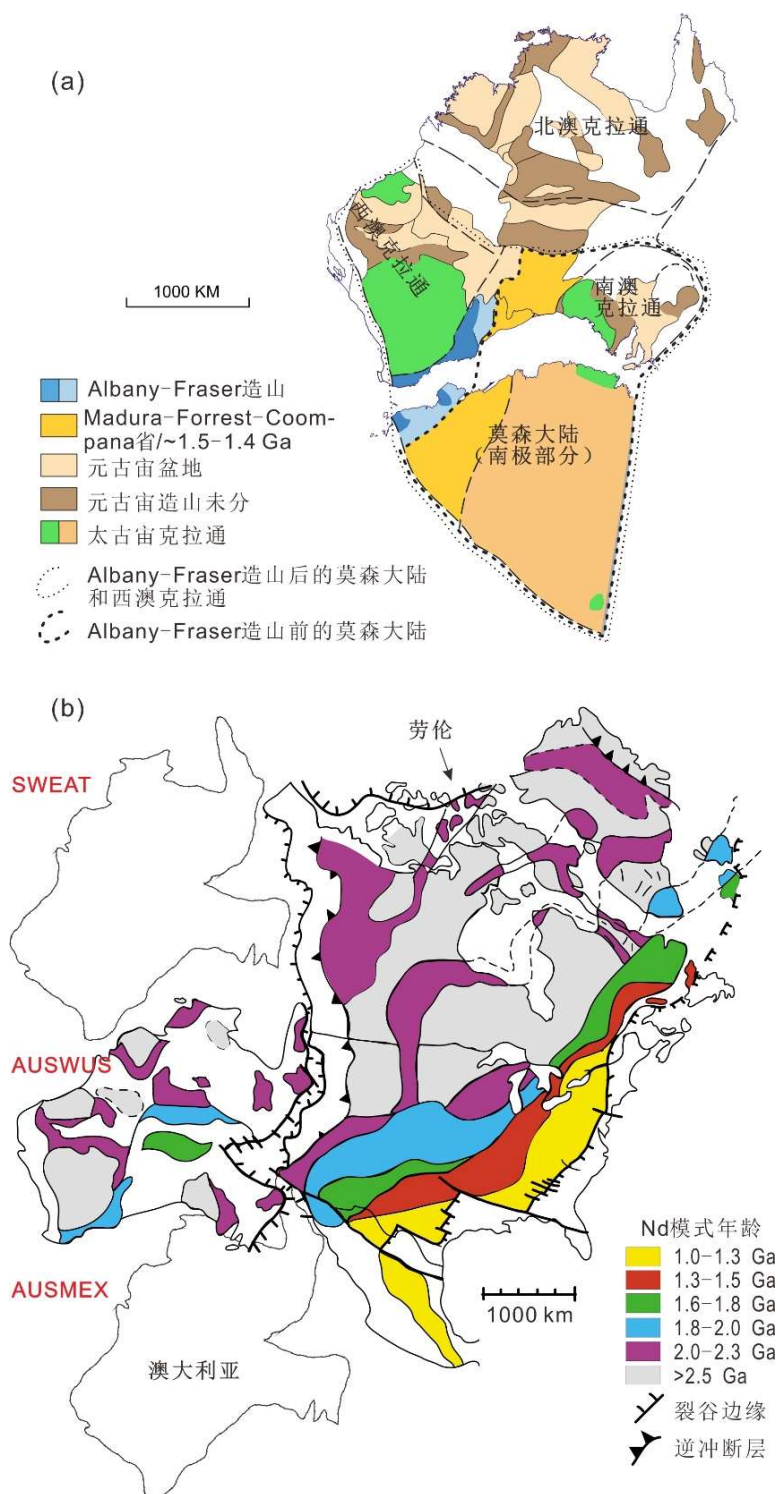 (a)
北澳克拉通
西澳克拉通
南澳
克拉通
1000 KM
Albany-Fraser造山
Madura-Forrest-Coom-
pana省/~1.5-1.4 Ga
元古宙盆地
元古宙造山未分
太古宙克拉通
Albany-Fraser造山后的莫森大陆
和西澳克拉通
Albany-Fraser造山前的莫森大陆
莫森大陆
(南极部分)
(b)
劳伦
SWEAT
AUSWUS
AUSMEX
澳大利亚
1000 km
Nd模式年龄
1.0-1.3 Ga
1.3-1.5 Ga
1.6-1.8 Ga
1.8-2.0 Ga
2.0-2.3 Ga
>2.5 Ga
裂谷边缘
逆冲断层